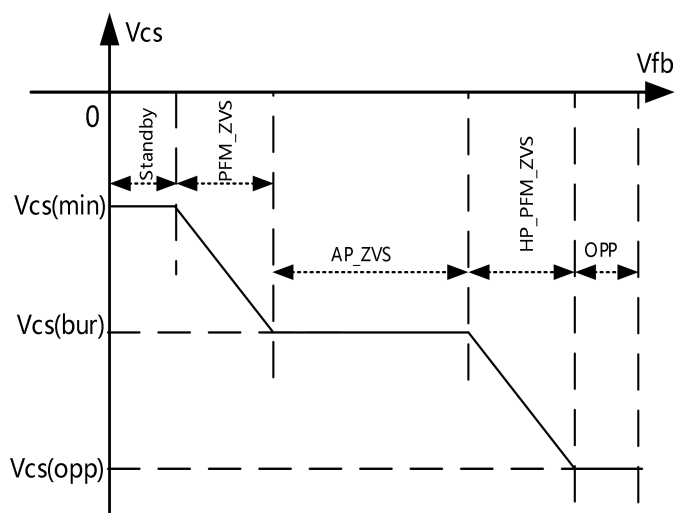 Vcs
Vfb
0
Standby
PFM_ZVS
HP_PFM_ZVS
Vcs(min)
AP_ZVS
OPP
Vcs(bur)
Vcs(opp)